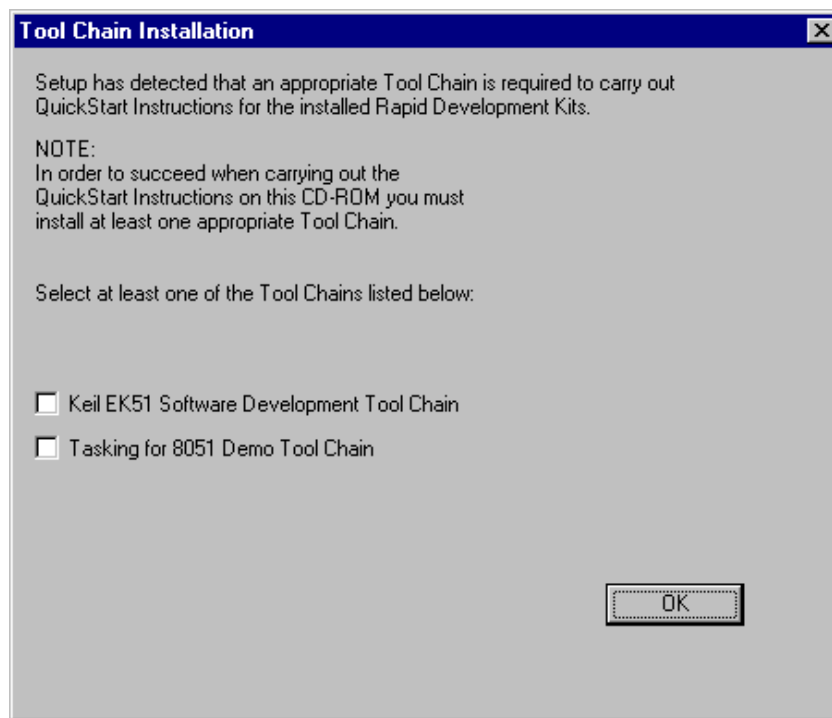 Tool Chain Installation
Setup has detected that an appropriate Tool Chain is required to carry out
QuickStart Instructions for the installed Rapid Development Kits.
NOTE:
In order to succeed when carrying out the
QuickStart Instructions on this CD-ROM you must
install at least one appropriate Tool Chain.
Select at least one of the Tool Chains listed below:
Keil EK51 Software Development Tool Chain
Tasking for 8051 Demo Tool Chain
OK